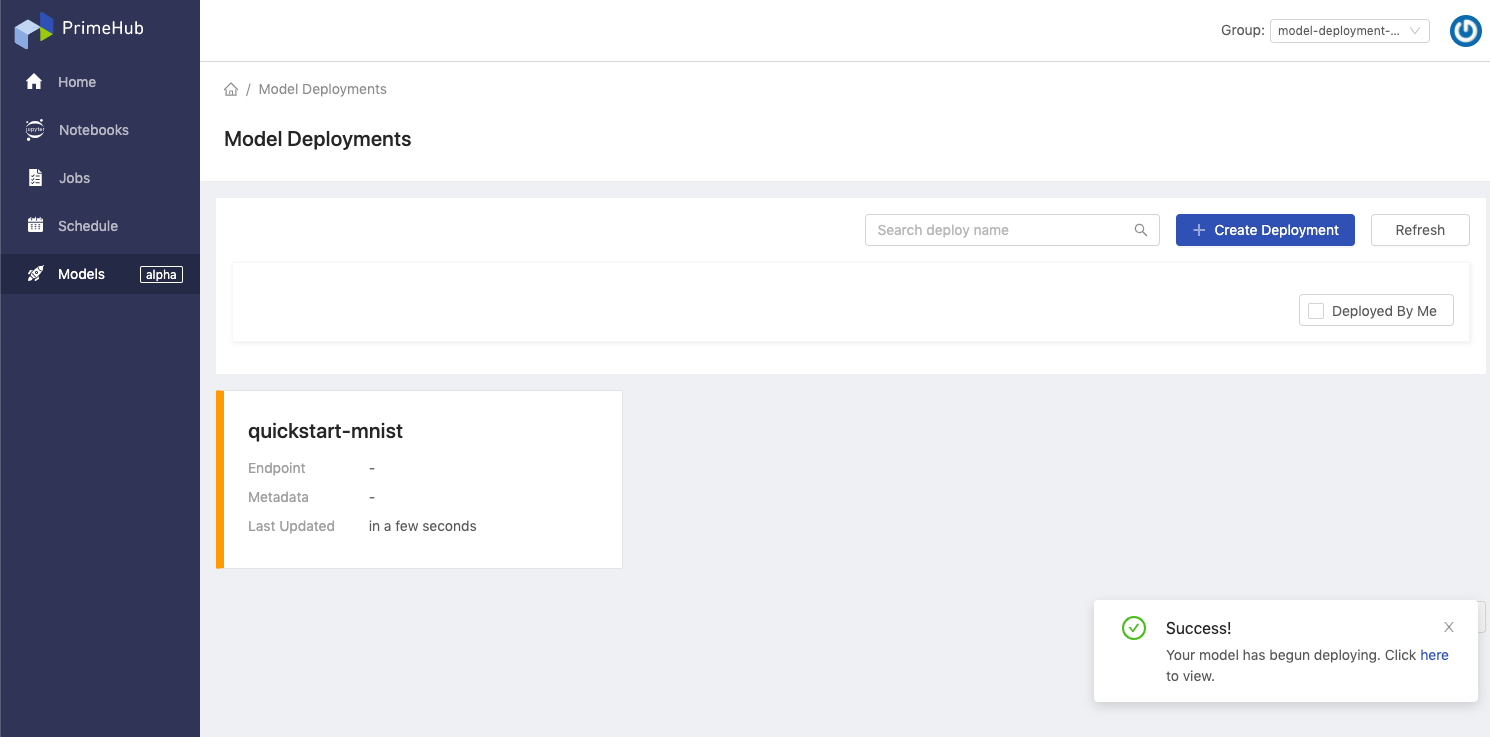 PrimeHub
Group: model-deployment-...
Home
Notebooks
Jobs
Schedule
Models alpha
/ Model Deployments
Model Deployments
Search deploy name
+ Create Deployment
Refresh
Deployed By Me
quickstart-mnist
Endpoint -
Metadata -
Last Updated in a few seconds
Success!
Your model has begun deploying. Click here
to view.